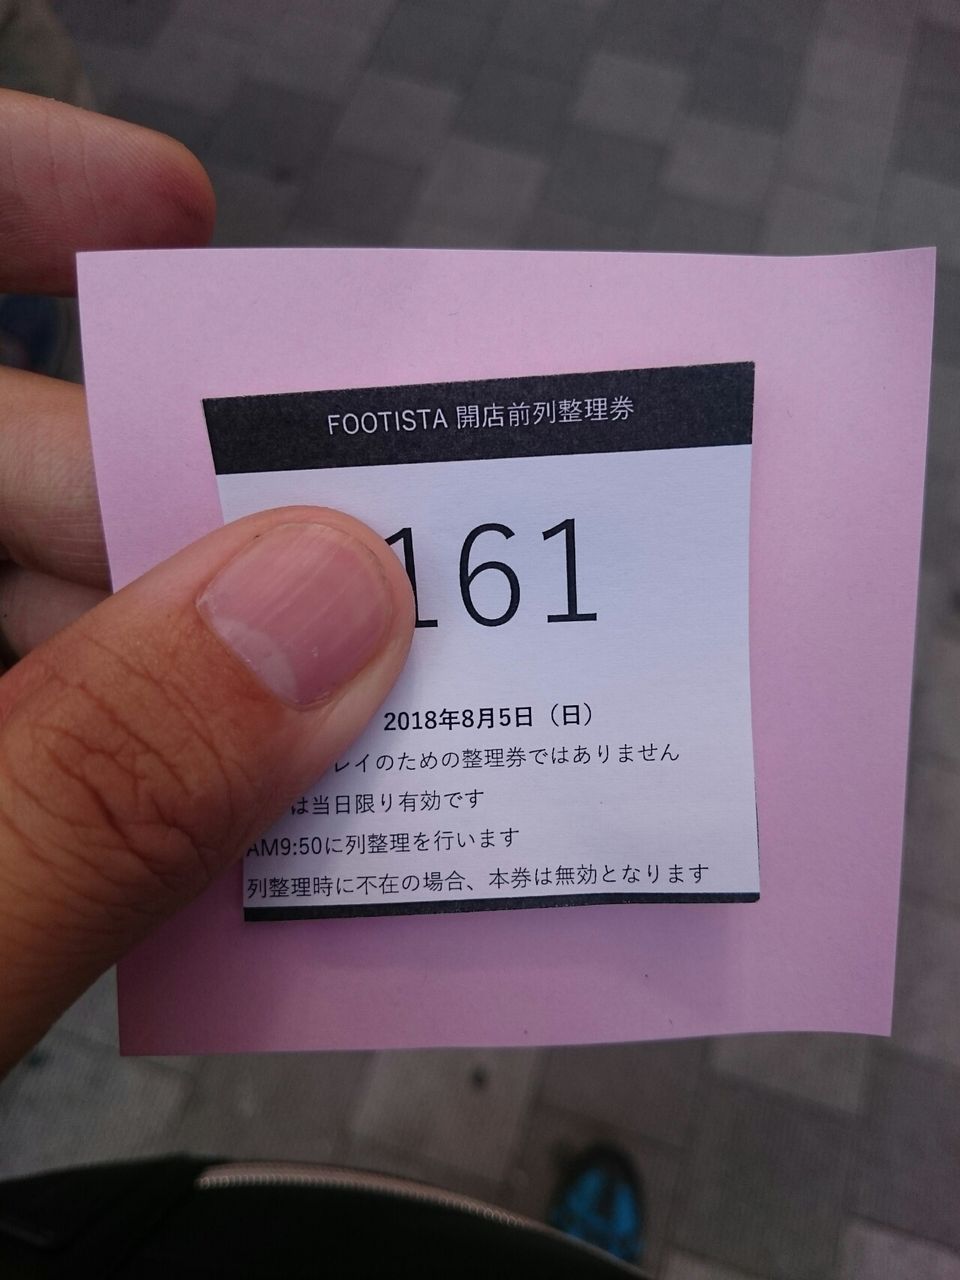 FOOTISTA 開店前列整理券
161
2018年8月5日（日）
レイのための整理券ではありません
は当日限り有効です
AM9:50に列整理を行います
列整理時に不在の場合、本券は無効となります